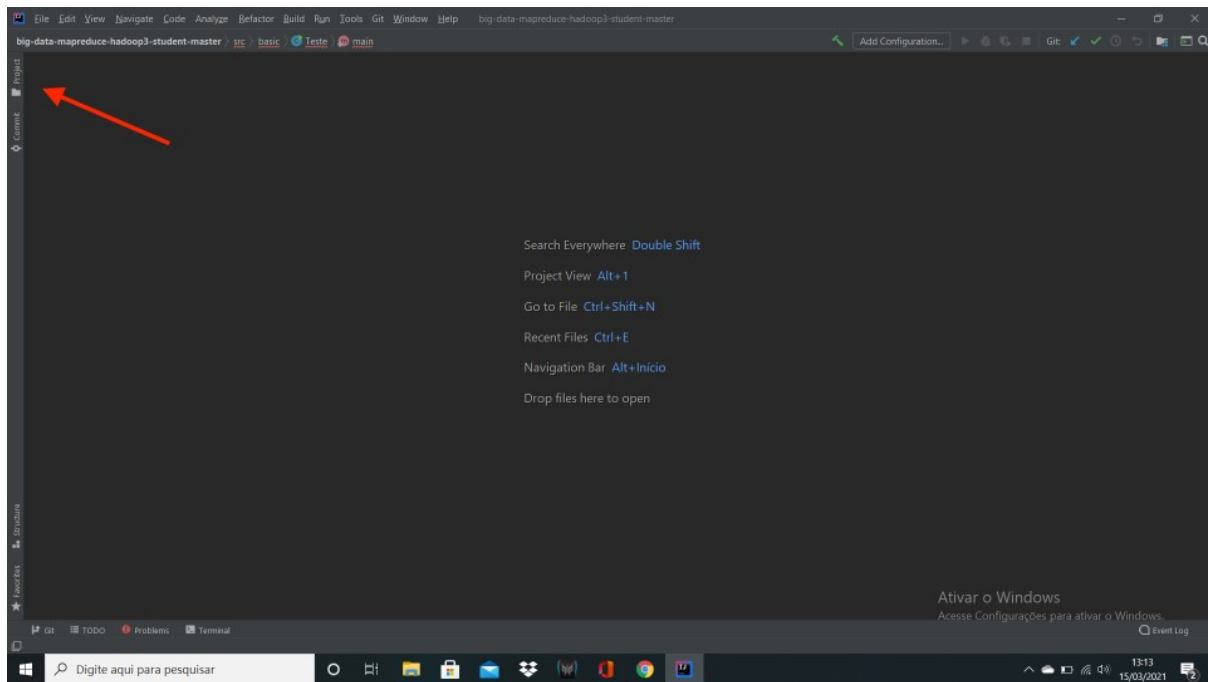 File Edit View Navigate Code Analyze Refactor Build Run Tools Git Window Help big-data-mapreduce-hadoop3-student-master
big-data-mapreduce-hadoop3-student-master src basic Teste main Add Configuration... Git:
Project
Commit
Search Everywhere Double Shift
Project View Alt+1
Go to File Ctrl+Shift+N
Recent Files Ctrl+E
Navigation Bar Alt+Início
Drop files here to open
Structure
Favorites
Ativar o Windows
Acesse Configurações para ativar o Windows.
Git TODO Problems Terminal Event Log
Digite aqui para pesquisar
13:13
15/03/2021
2